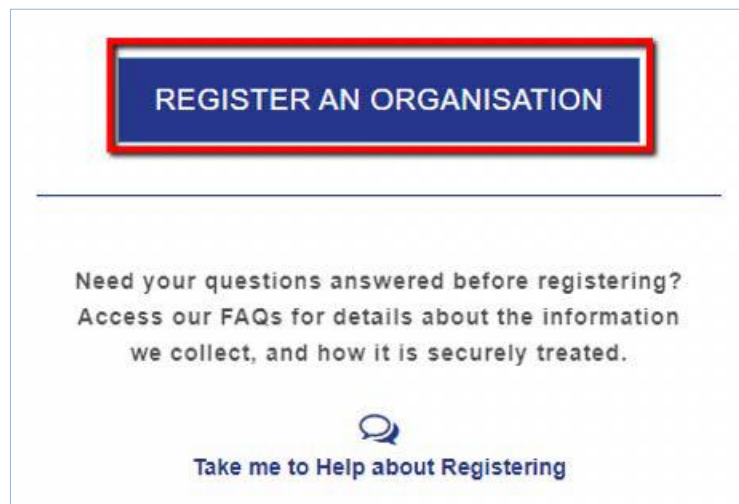 REGISTER AN ORGANISATION
Need your questions answered before registering?
Access our FAQs for details about the information
we collect, and how it is securely treated.
Take me to Help about Registering